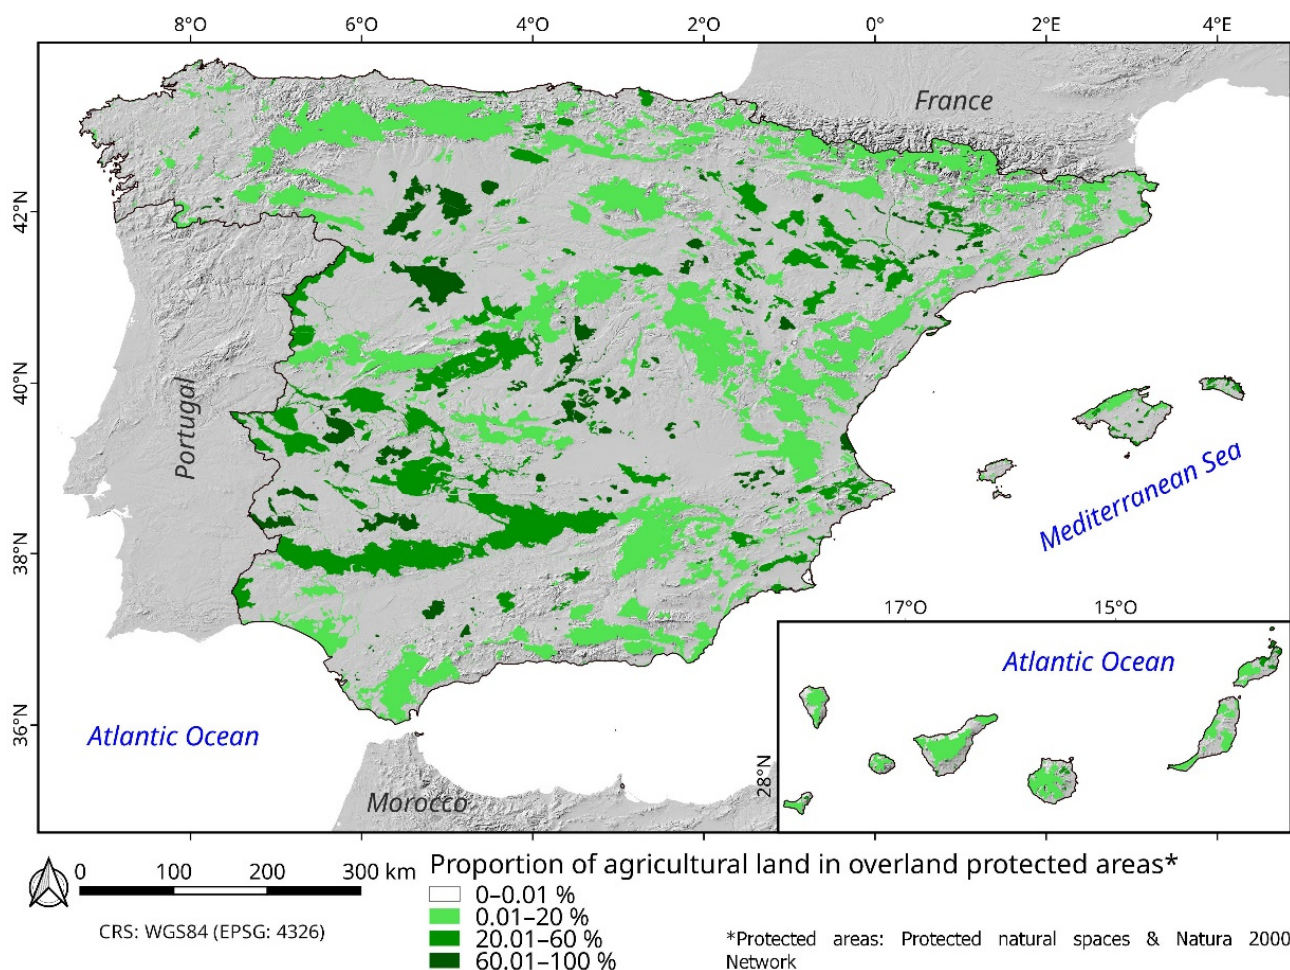 8°O 6°O 4°O 2°O 0° 2°E 4°E
France
42°N
40°N
Portugal
Mediterranean Sea
38°N
17°O 15°O
Atlantic Ocean
36°N
Atlantic Ocean
28°N
Morocco
0 100 200 300 km
CRS: WGS84 (EPSG: 4326)
Proportion of agricultural land in overland protected areas*
0–0.01 %
0.01–20 %
20.01–60 %
60.01–100 %
*Protected areas: Protected natural spaces & Natura 2000
Network